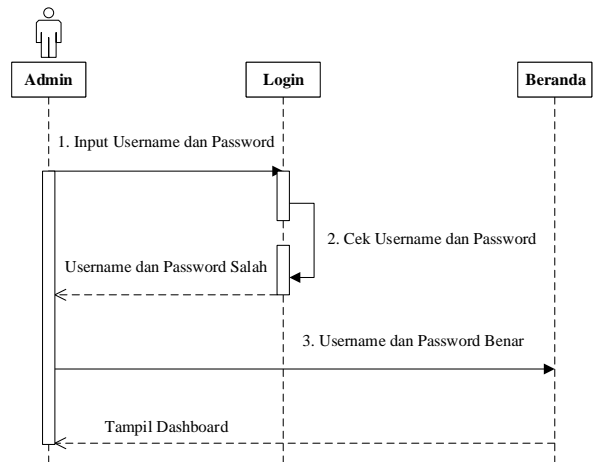 Admin
Login
Beranda
1. Input Username dan Password
2. Cek Username dan Password
Username dan Password Salah
3. Username dan Password Benar
Tampil Dashboard